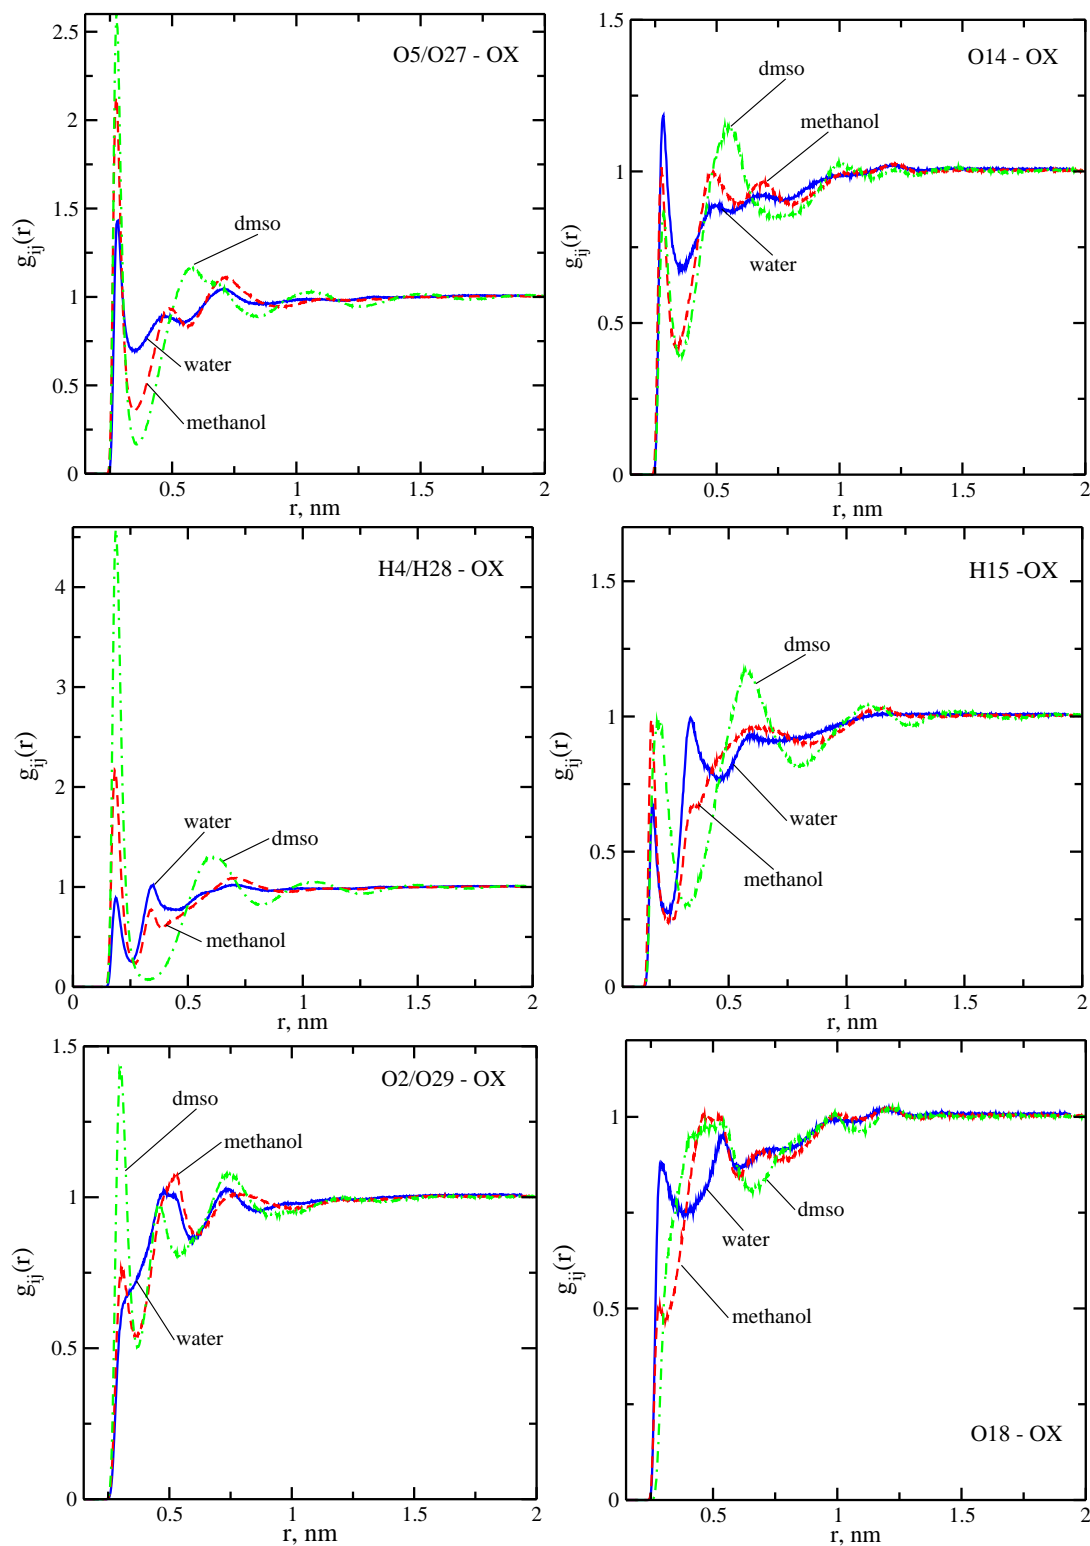 O5/O27 - OX
2.5
2
1.5
1
0.5
0
g_ij(r)
dmso
water
methanol
0.5
1
1.5
2
r, nm
O14 - OX
1.5
1
0.5
0
g_ij(r)
dmso
methanol
water
0.5
1
1.5
2
r, nm
H4/H28 - OX
4
3
2
1
0
g_ij(r)
water
dmso
methanol
0
0.5
1
1.5
2
r, nm
H15 -OX
1.5
1
0.5
0
g_ij(r)
dmso
water
methanol
0.5
1
1.5
2
r, nm
O2/O29 - OX
1.5
1
0.5
0
g_ij(r)
dmso
methanol
water
0.5
1
1.5
2
r, nm
O18 - OX
1
0.5
0
g_ij(r)
dmso
water
methanol
0.5
1
1.5
2
r, nm